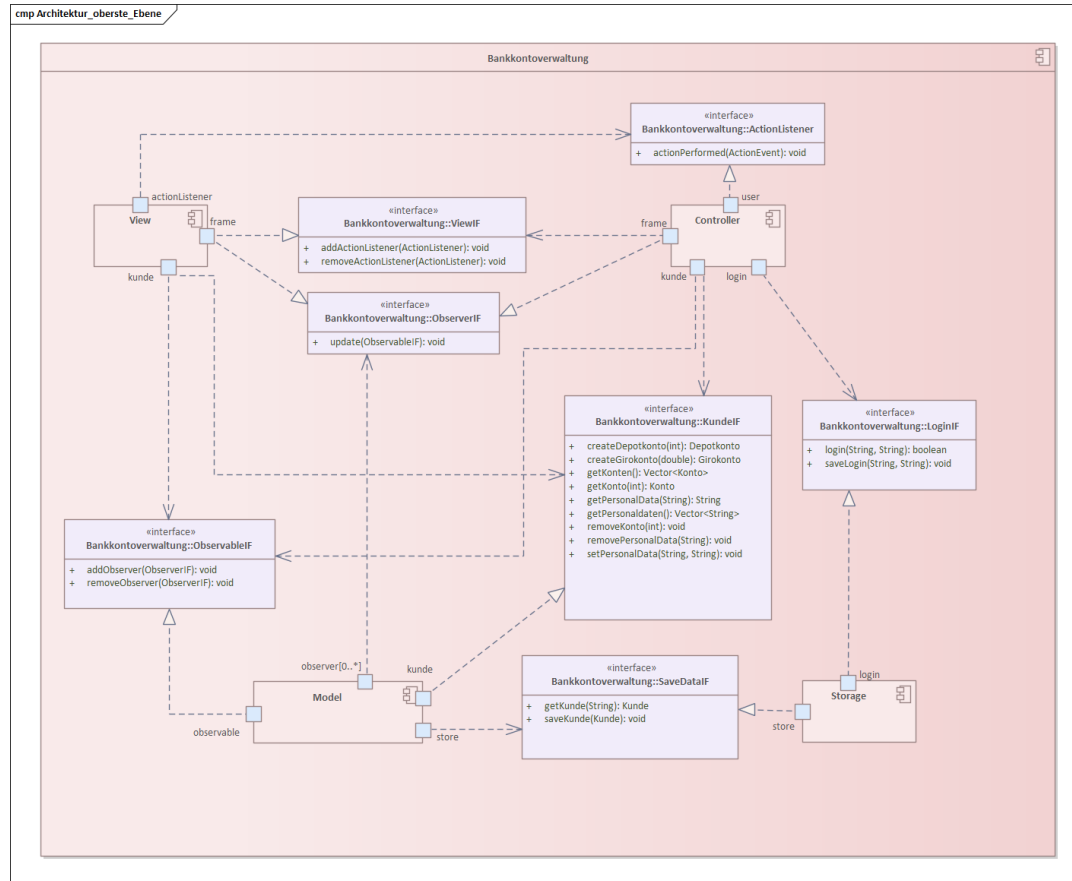 cmp Architektur_oberste_Ebene
Bankkontoverwaltung
«interface»
Bankkontoverwaltung::ActionListener
+ actionPerformed(ActionEvent): void
actionListener
View
frame
kunde
«interface»
Bankkontoverwaltung::ViewIF
+ addActionListener(ActionListener): void
+ removeActionListener(ActionListener): void
user
Controller
frame
kunde
login
«interface»
Bankkontoverwaltung::ObserverIF
+ update(ObservableIF): void
«interface»
Bankkontoverwaltung::KundeIF
+ createDepotkonto(int): Depotkonto
+ createGirokonto(double): Girokonto
+ getKonten(): Vector<Konto>
+ getKonto(int): Konto
+ getPersonalData(String): String
+ getPersonaldaten(): Vector<String>
+ removeKonto(int): void
+ removePersonalData(String): void
+ setPersonalData(String, String): void
«interface»
Bankkontoverwaltung::LoginIF
+ login(String, String): boolean
+ saveLogin(String, String): void
«interface»
Bankkontoverwaltung::ObservableIF
+ addObserver(ObserverIF): void
+ removeObserver(ObserverIF): void
observer[0..*]
kunde
Model
observable
store
«interface»
Bankkontoverwaltung::SaveDataIF
+ getKunde(String): Kunde
+ saveKunde(Kunde): void
login
Storage
store